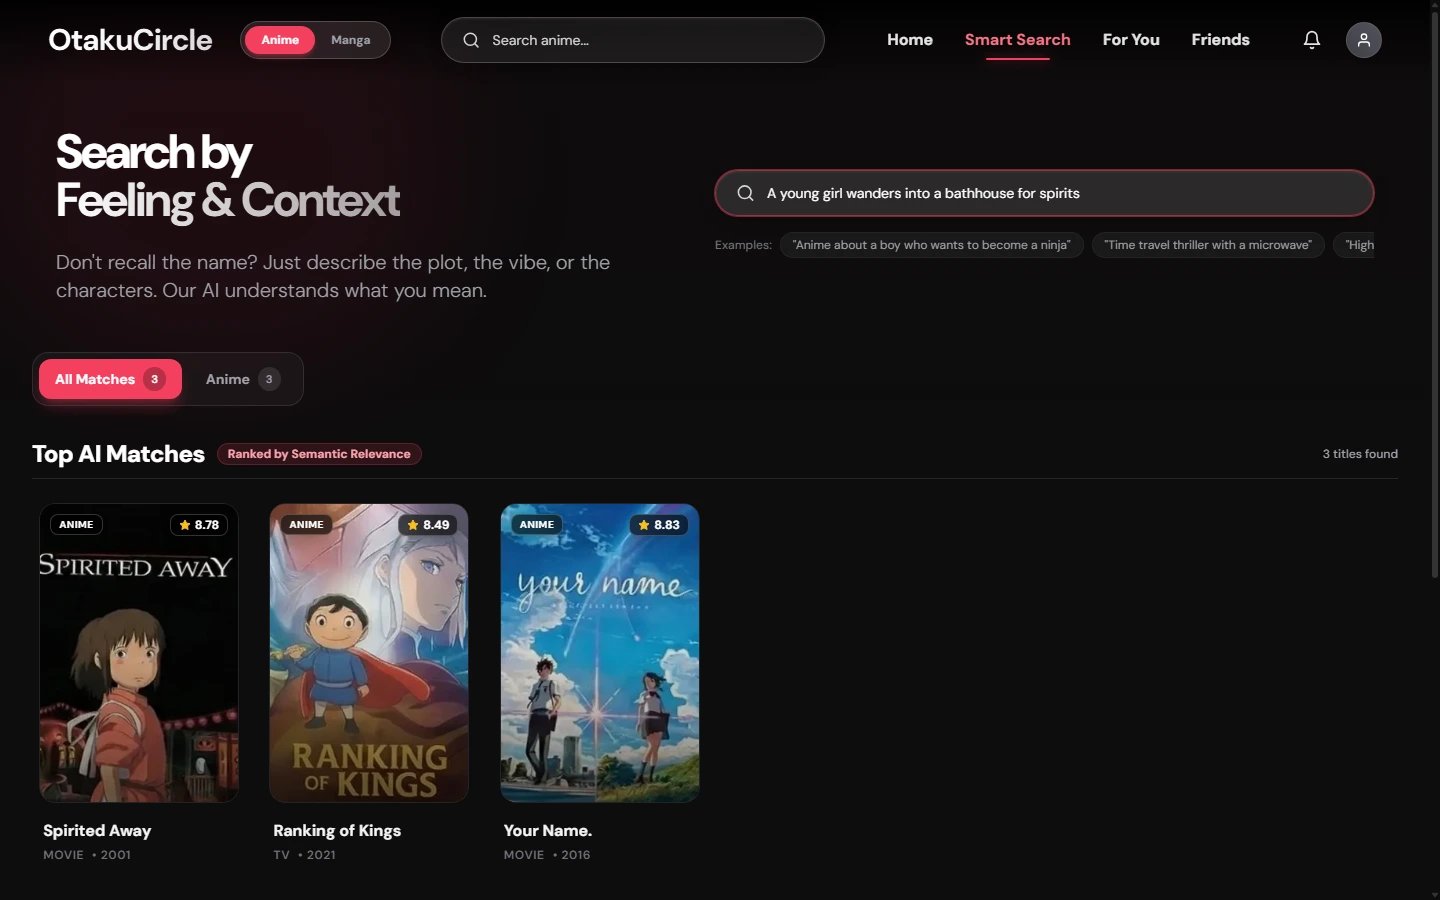 OtakuCircle
Anime
Manga
Search anime...
Home
Smart Search
For You
Friends
Search by
Feeling & Context
Don't recall the name? Just describe the plot, the vibe, or the
characters. Our AI understands what you mean.
A young girl wanders into a bathhouse for spirits
Examples:
"Anime about a boy who wants to become a ninja"
"Time travel thriller with a microwave"
"High
All Matches 3
Anime 3
Top AI Matches
Ranked by Semantic Relevance
3 titles found
ANIME
8.78
SPIRITED AWAY
Spirited Away
MOVIE • 2001
ANIME
8.49
RANKING
OF KINGS
Ranking of Kings
TV • 2021
ANIME
8.83
your name
Your Name.
MOVIE • 2016